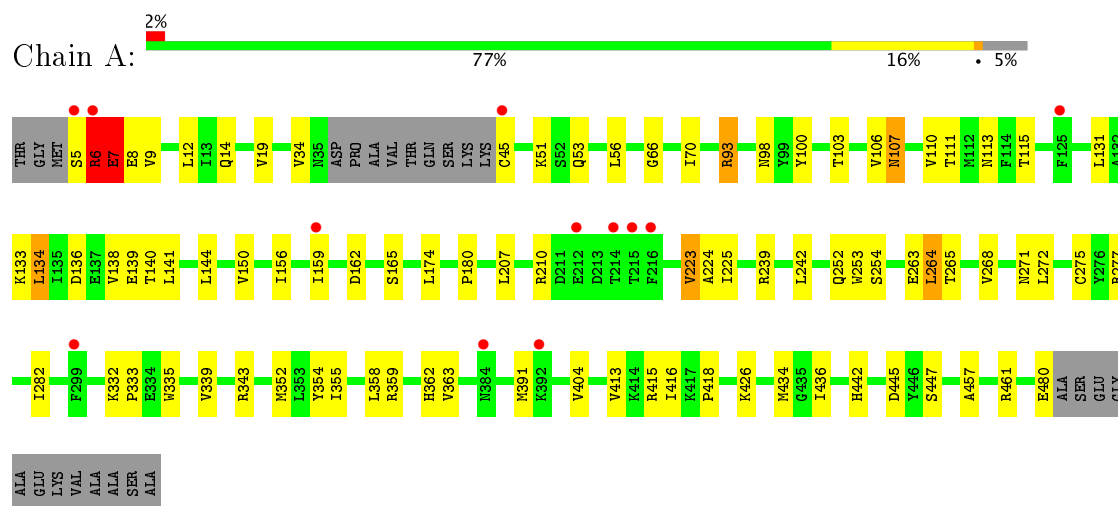 2%
Chain A:
77% 16% • 5%
THR GLY MET S5 R6 E7 E8 V9 L12 I13 Q14 V19 V34 N35 ASP PRO ALA VAL THR GLN SER LYS LYS C45 K51 S52 Q53 L56 G66 I70 R93 N98 Y99 Y100 T103 V106 N107 V110 T111 M112 N113 F114 T115 F125 L131 A132
K133 L134 I135 D136 E137 V138 E139 T140 L141 L144 V150 I156 I159 D162 S165 L174 P180 L207 R210 D211 E212 D213 T214 T215 F216 V223 A224 I225 R239 L242 Q252 W253 S254 E263 L264 T265 V268 N271 L272 C275 Y276 R277
I282 F299 K332 P333 E334 W335 V339 R343 M352 L353 Y354 I355 L358 R359 H362 V363 N384 M391 K392 V404 V413 K414 R415 I416 K417 P418 K426 M434 G435 I436 H442 D445 Y446 S447 A457 R461 E480 ALA SER GLU GLY
ALA GLU LYS VAL ALA ALA SER ALA